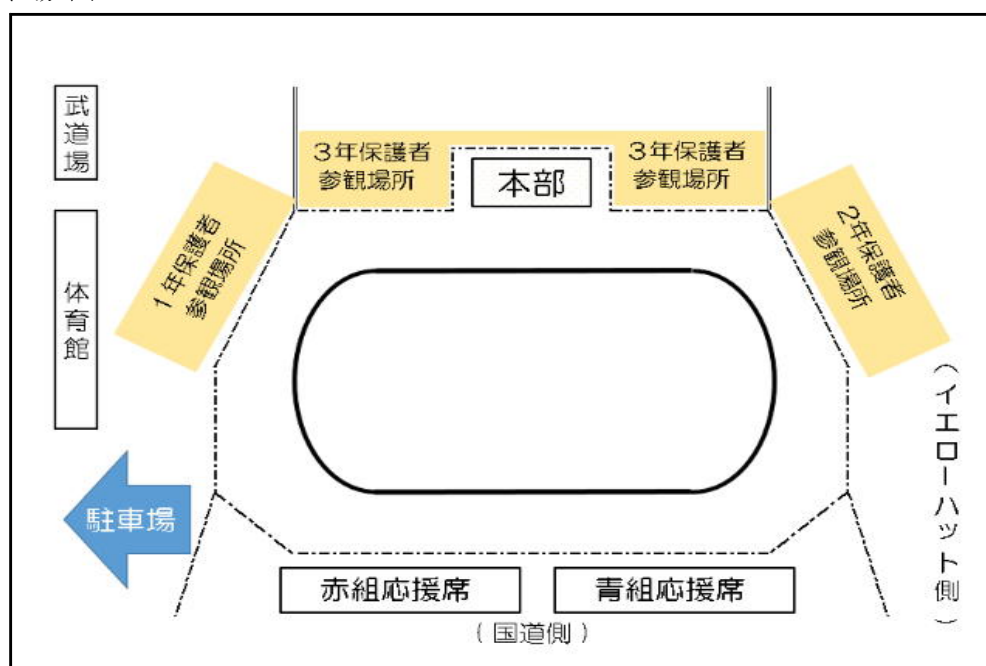 武道場
3年保護者
参観場所
本部
3年保護者
参観場所
1年保護者
参観場所
2年保護者
参観場所
体育館
(イエローハット側)
駐車場
赤組応援席
青組応援席
(国道側)